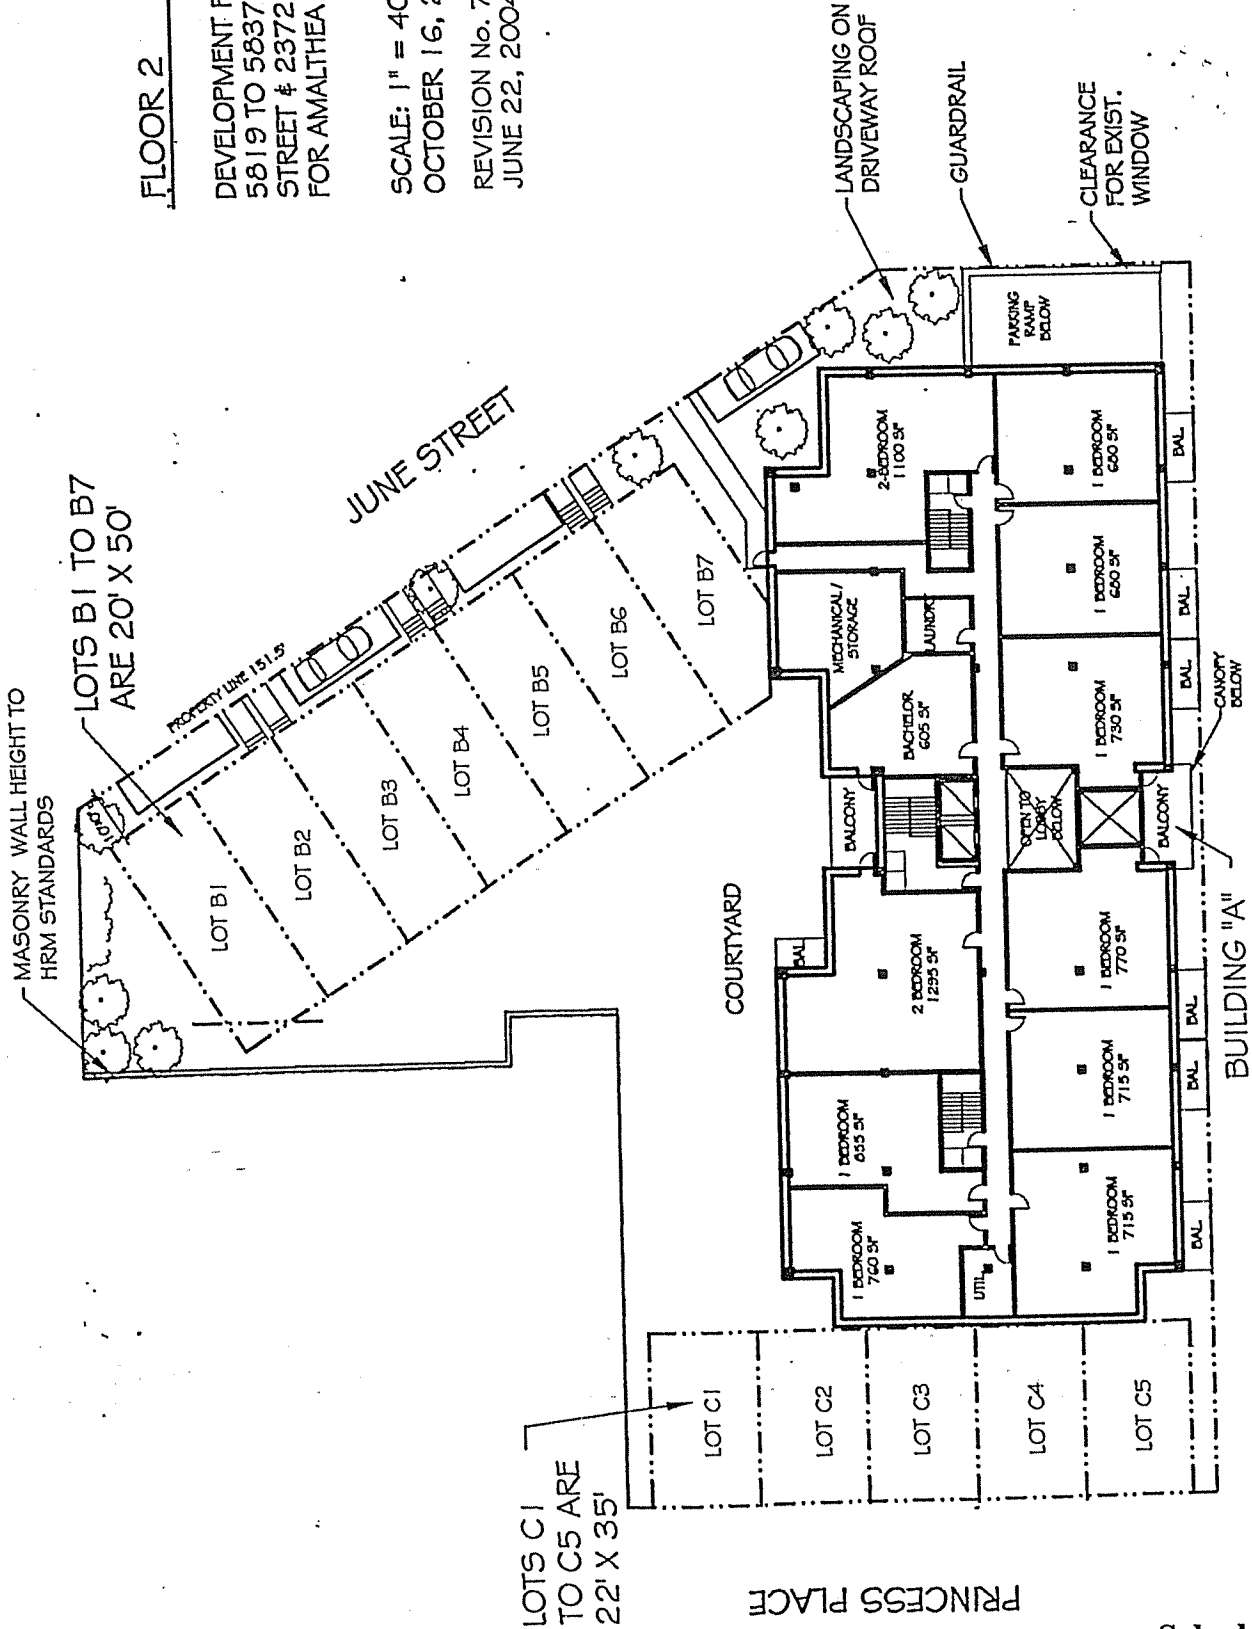 FLOOR 2
DEVELOPMENT
5819 TO 5837
STREET & 2372
FOR AMALTHEA
SCALE: 1" = 40
OCTOBER 16,
REVISION No. 7
JUNE 22, 2004
MASONRY WALL HEIGHT TO
HRM STANDARDS
LOTS B1 TO B7
ARE 20' X 50'
JUNE STREET
PROPERTY LINE 151.5'
LANDSCAPING ON
DRIVEWAY ROOF
GUARDRAIL
CLEARANCE
FOR EXIST.
WINDOW
LOT B1
LOT B2
LOT B3
LOT B4
LOT B5
LOT B6
LOT B7
PARKING
RAMP
BELOW
COURTYARD
BAL
BALCONY
MECHANICAL/
STORAGE
LAUNDRY
BACHELOR
605 SF
2-BEDROOM
1100 SF
1 BEDROOM
760 SF
1 BEDROOM
855 SF
2 BEDROOM
1295 SF
UTIL.
OPEN TO
LOBBY
BELOW
1 BEDROOM
715 SF
1 BEDROOM
715 SF
1 BEDROOM
770 SF
1 BEDROOM
730 SF
1 BEDROOM
680 SF
1 BEDROOM
680 SF
BAL.
BAL.
BAL.
BALCONY
BAL.
BAL.
BAL.
CANOPY
BELOW
BUILDING "A"
LOTS C1
TO C5 ARE
22' X 35'
LOT C1
LOT C2
LOT C3
LOT C4
LOT C5
PRINCESS PLACE